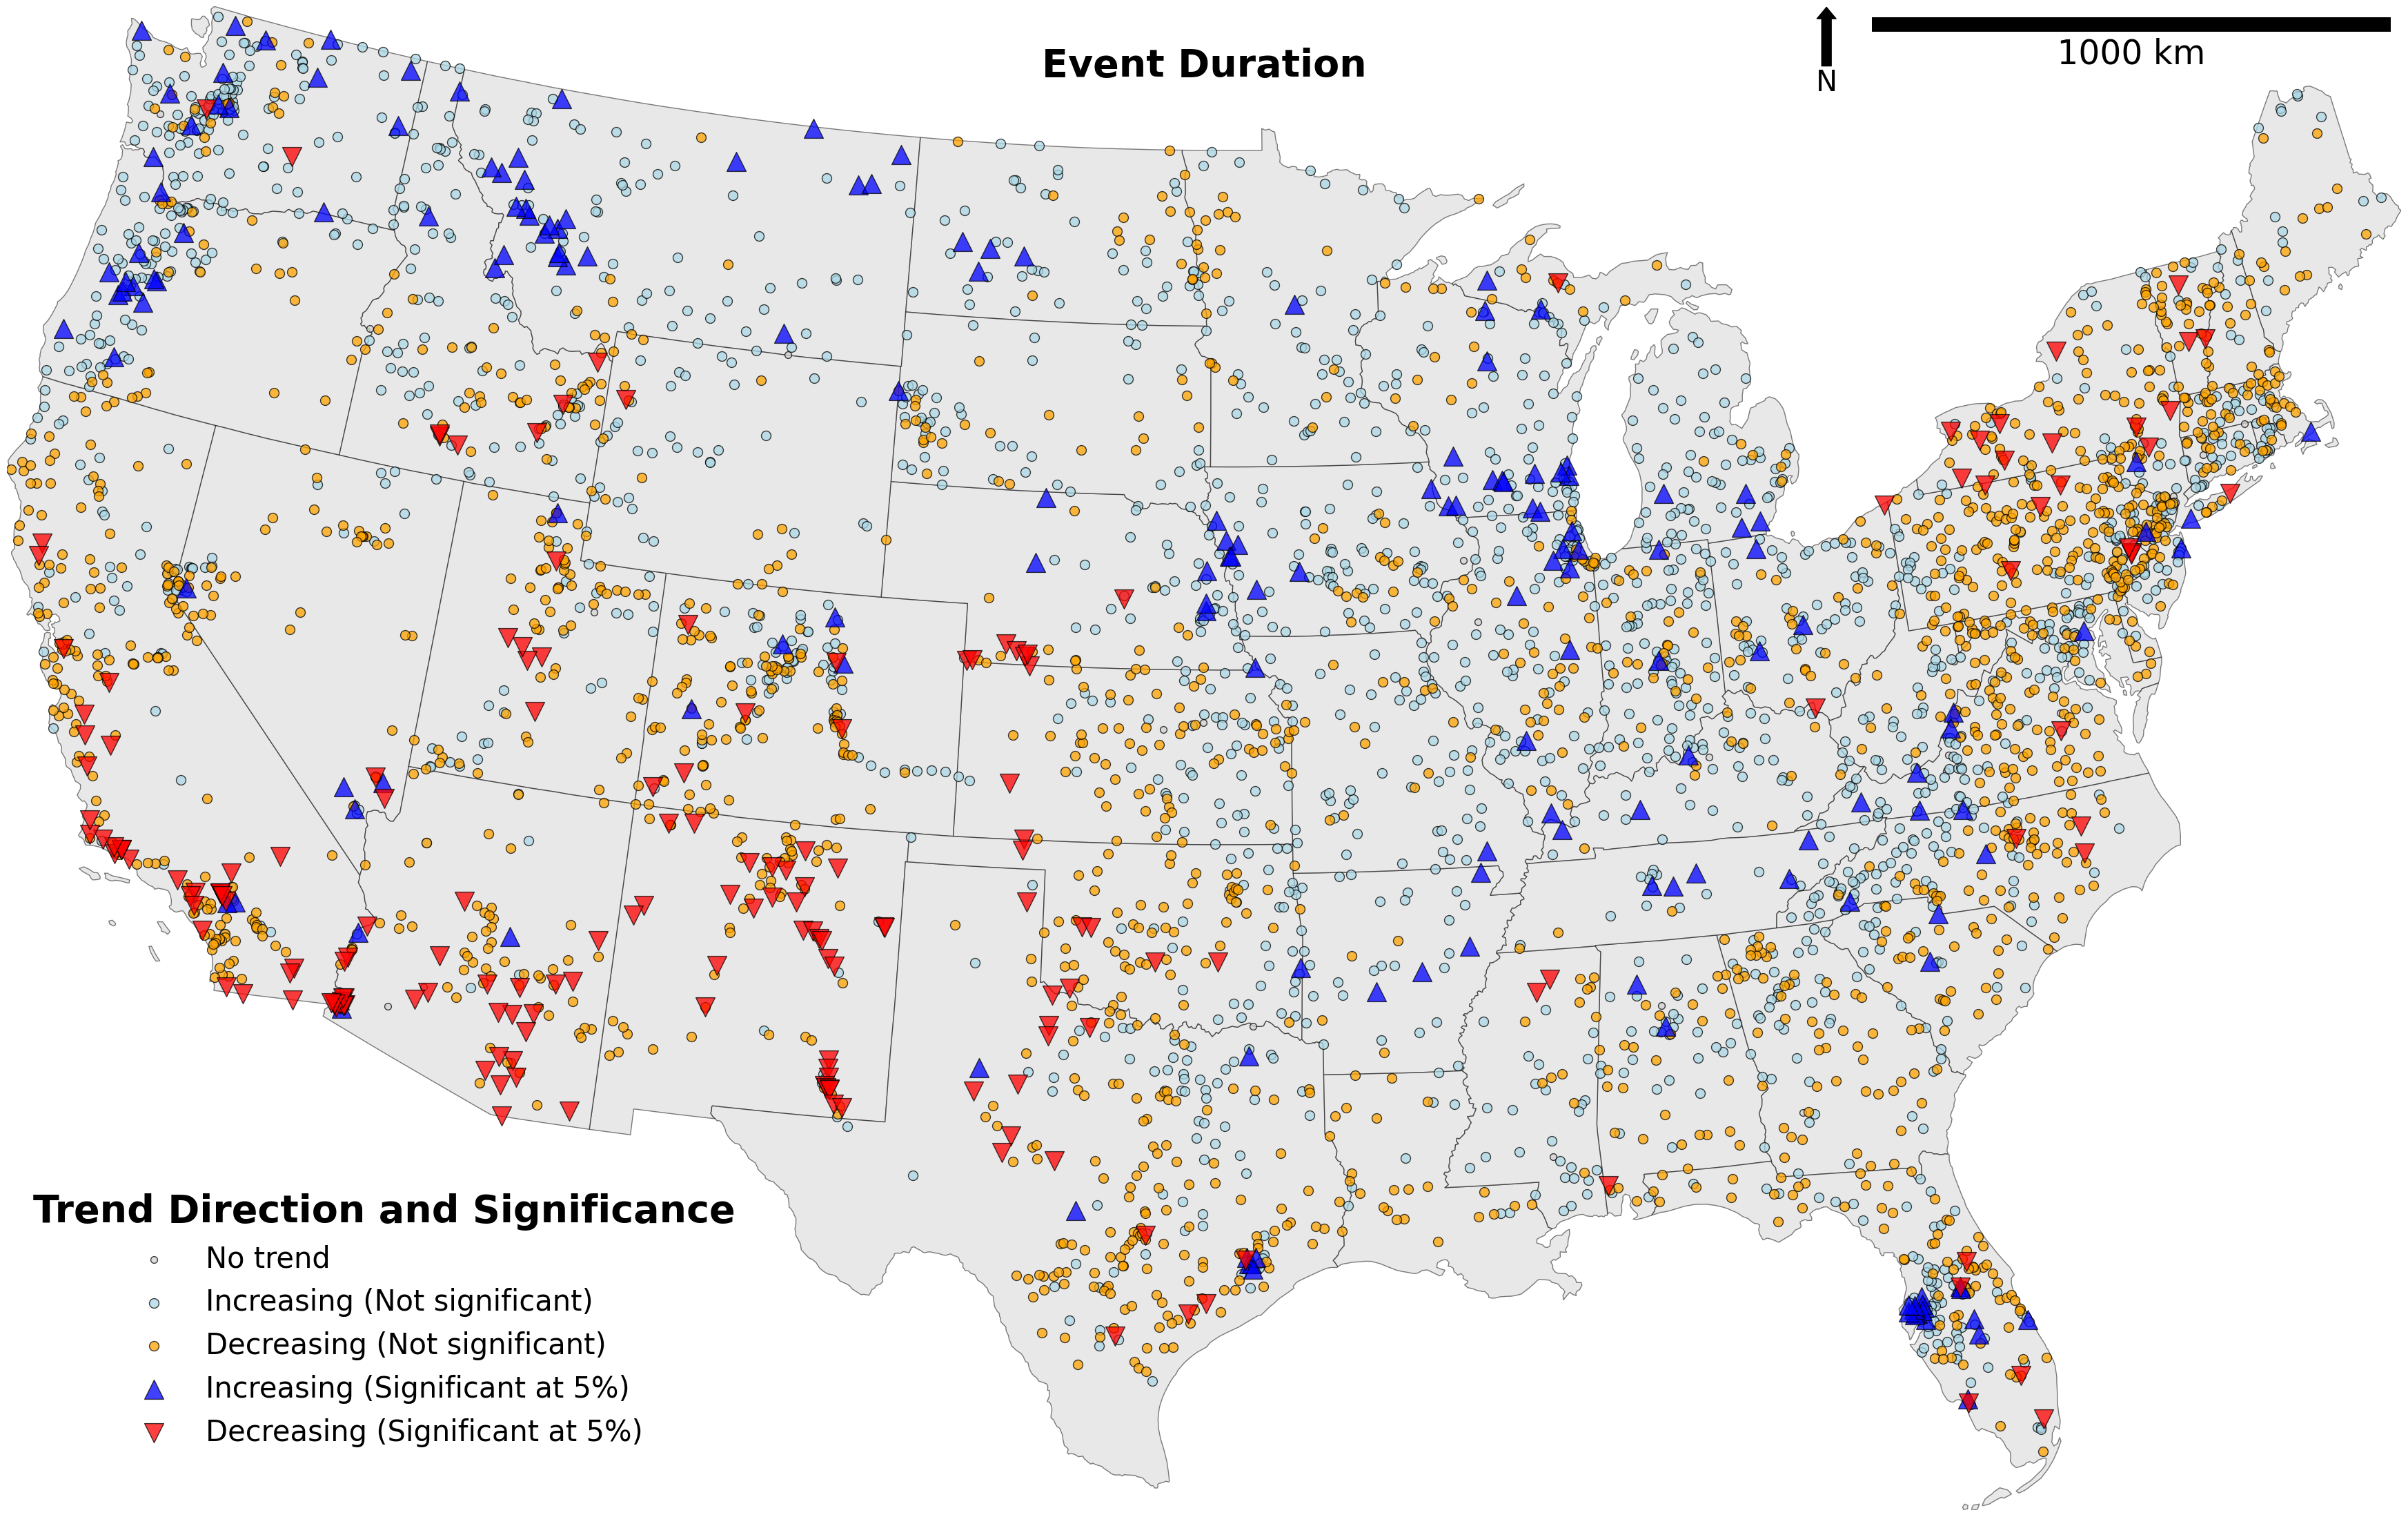 Event Duration
N
1000 km
Trend Direction and Significance
No trend
Increasing (Not significant)
Decreasing (Not significant)
Increasing (Significant at 5%)
Decreasing (Significant at 5%)